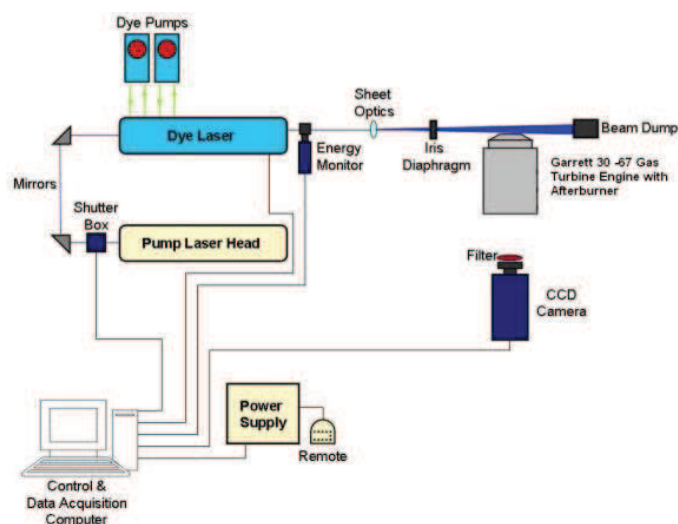 Dye Pumps
Dye Laser
Sheet
Optics
Beam Dump
Energy
Monitor
Iris
Diaphragm
Garrett 30 -67 Gas
Turbine Engine with
Afterburner
Mirrors
Shutter
Box
Pump Laser Head
Filter
CCD
Camera
Power
Supply
Remote
Control &
Data Acquisition
Computer